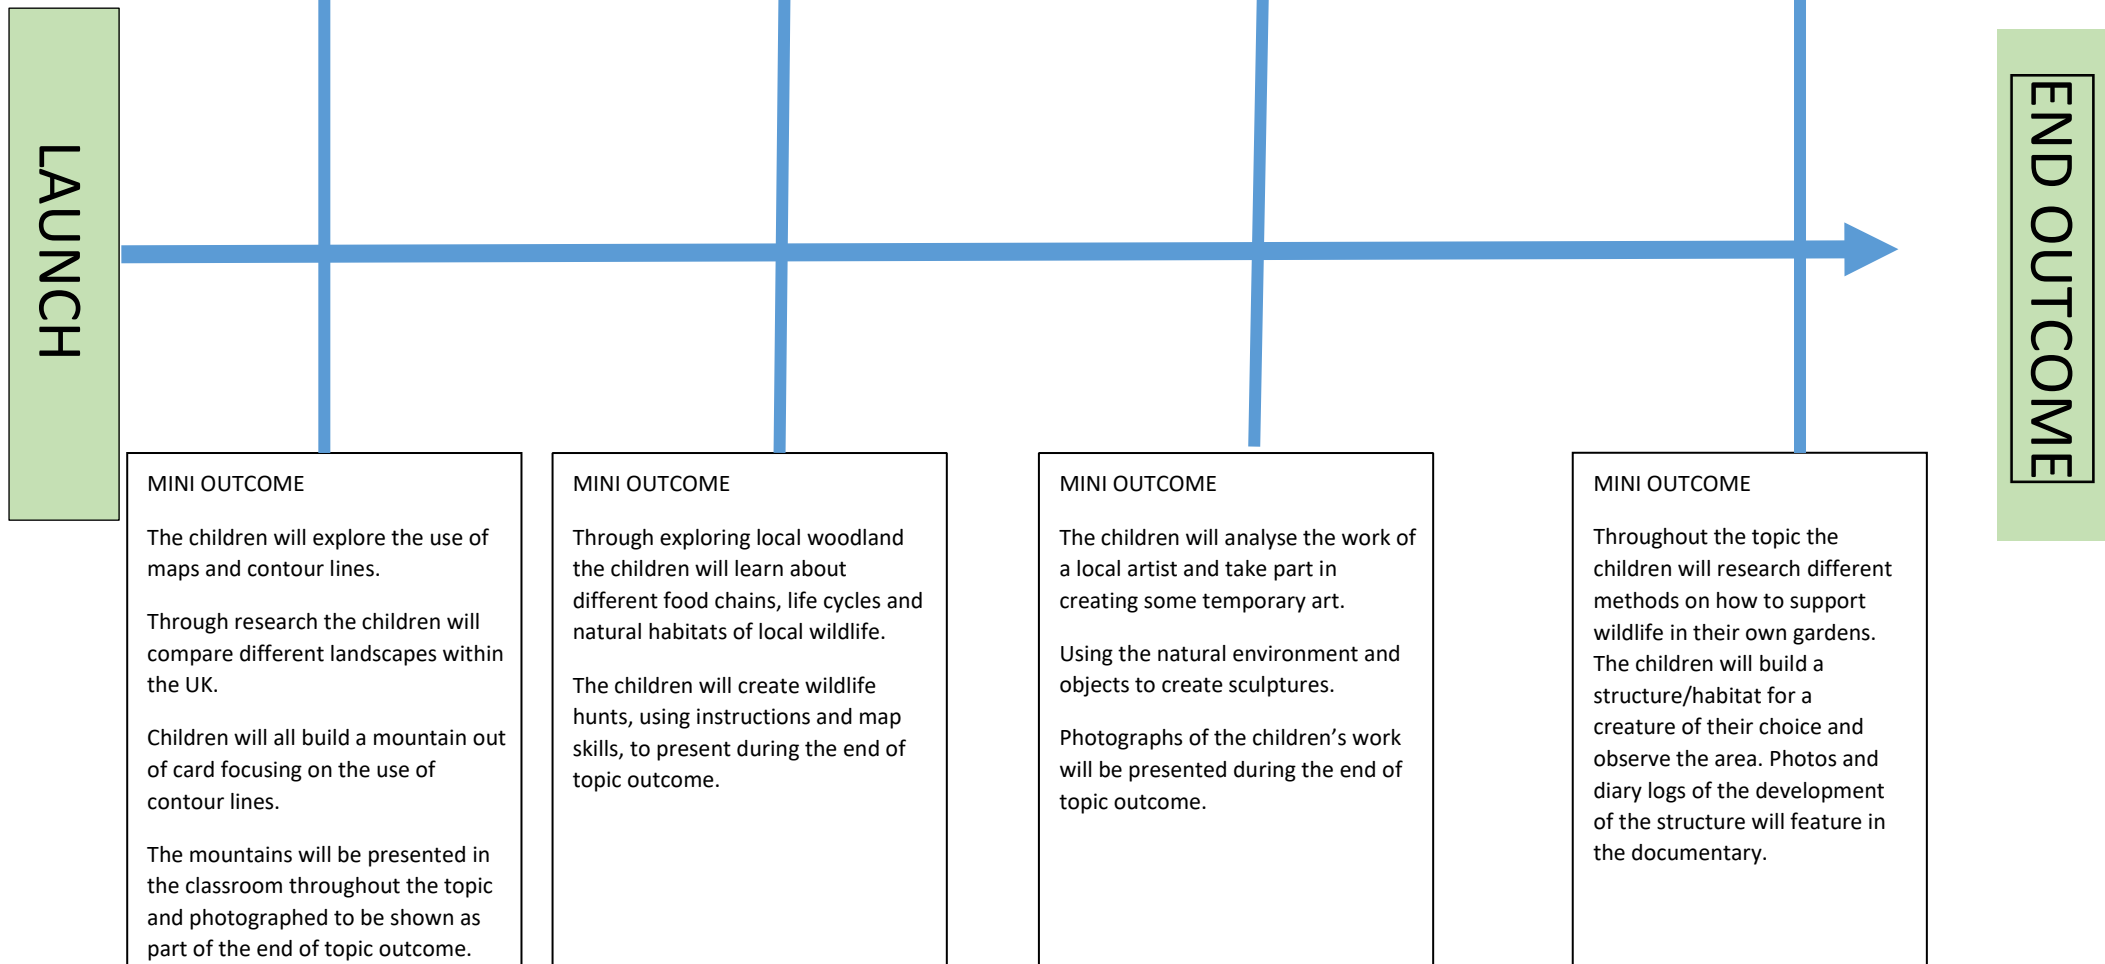 LAUNCH
END OUTCOME
MINI OUTCOME
The children will explore the use of
maps and contour lines.
Through research the children will
compare different landscapes within
the UK.
Children will all build a mountain out
of card focusing on the use of
contour lines.
The mountains will be presented in
the classroom throughout the topic
and photographed to be shown as
part of the end of topic outcome.
MINI OUTCOME
Through exploring local woodland
the children will learn about
different food chains, life cycles and
natural habitats of local wildlife.
The children will create wildlife
hunts, using instructions and map
skills, to present during the end of
topic outcome.
MINI OUTCOME
The children will analyse the work of
a local artist and take part in
creating some temporary art.
Using the natural environment and
objects to create sculptures.
Photographs of the children’s work
will be presented during the end of
topic outcome.
MINI OUTCOME
Throughout the topic the
children will research different
methods on how to support
wildlife in their own gardens.
The children will build a
structure/habitat for a
creature of their choice and
observe the area. Photos and
diary logs of the development
of the structure will feature in
the documentary.